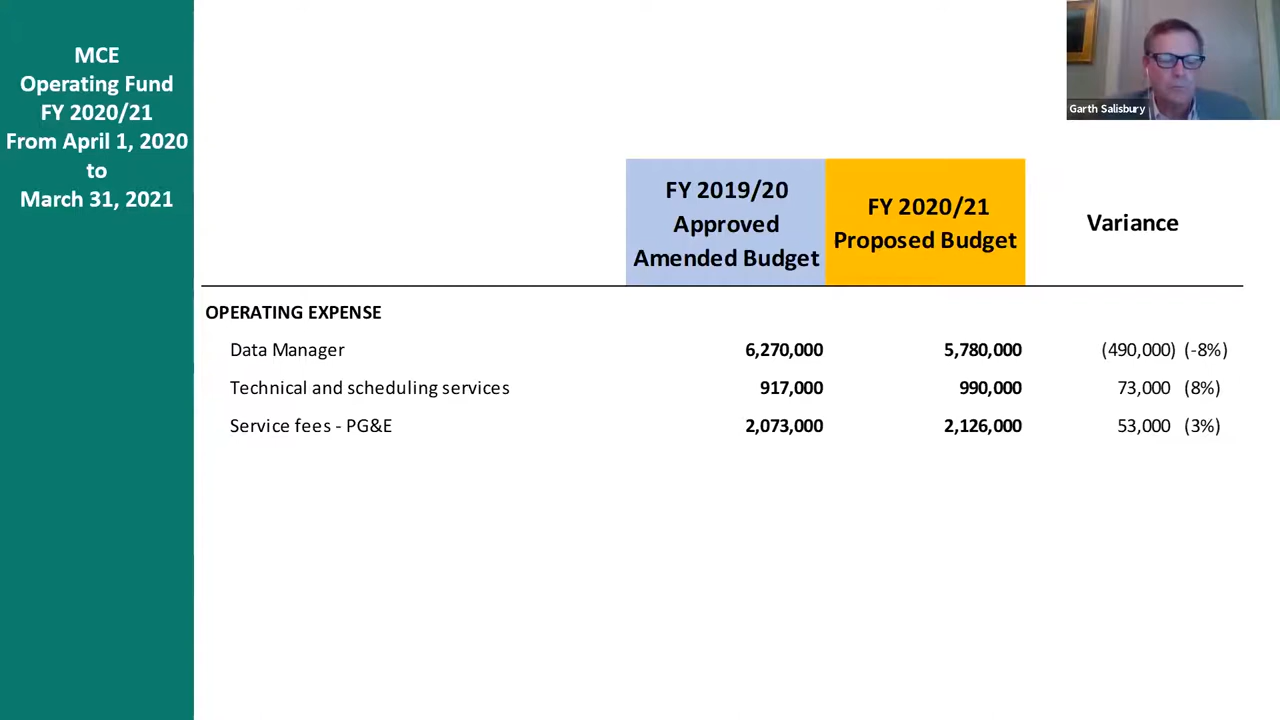 MCE
Operating Fund
FY 2020/21
From April 1, 2020
to
March 31, 2021
Garth Salisbury
FY 2019/20
Approved
Amended Budget
FY 2020/21
Proposed Budget
Variance
OPERATING EXPENSE
Data Manager 6,270,000 5,780,000 (490,000) (-8%)
Technical and scheduling services 917,000 990,000 73,000 (8%)
Service fees - PG&E 2,073,000 2,126,000 53,000 (3%)